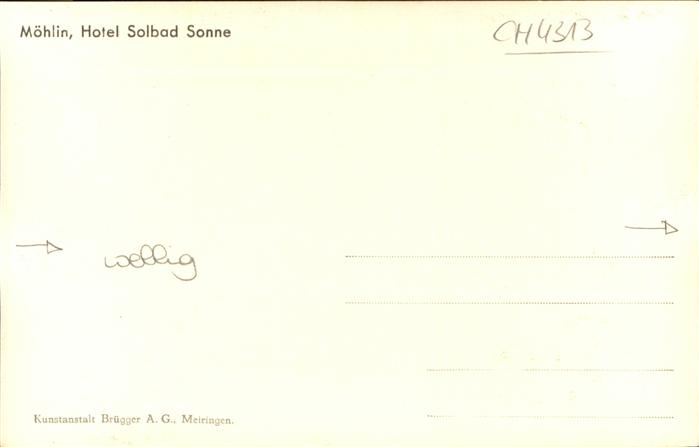 Möhlin, Hotel Solbad Sonne
CH4313
wellig
Kunstanstalt Brügger A. G., Meiringen.